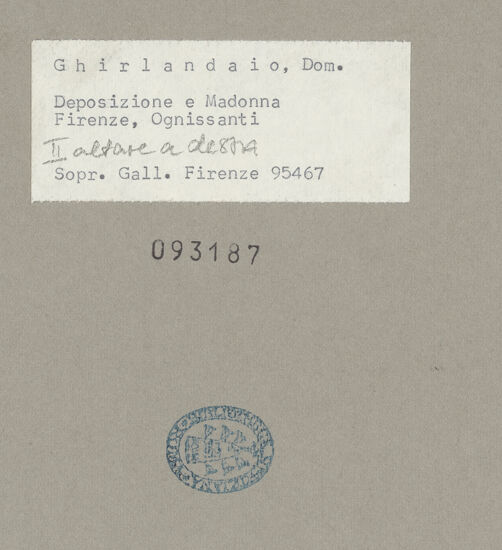 Ghirlandaio, Dom.
Deposizione e Madonna
Firenze, Ognissanti
II altare a destra
Sopr. Gall. Firenze 95467
093187